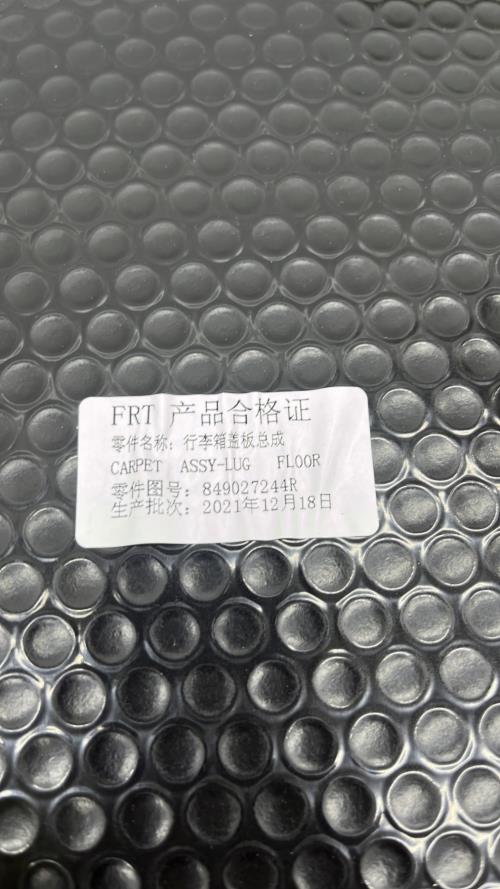 FRT 产品合格证
零件名称: 行李箱盖板总成
CARPET ASSY-LUG FLOOR
零件图号: 849027244R
生产批次: 2021年12月18日